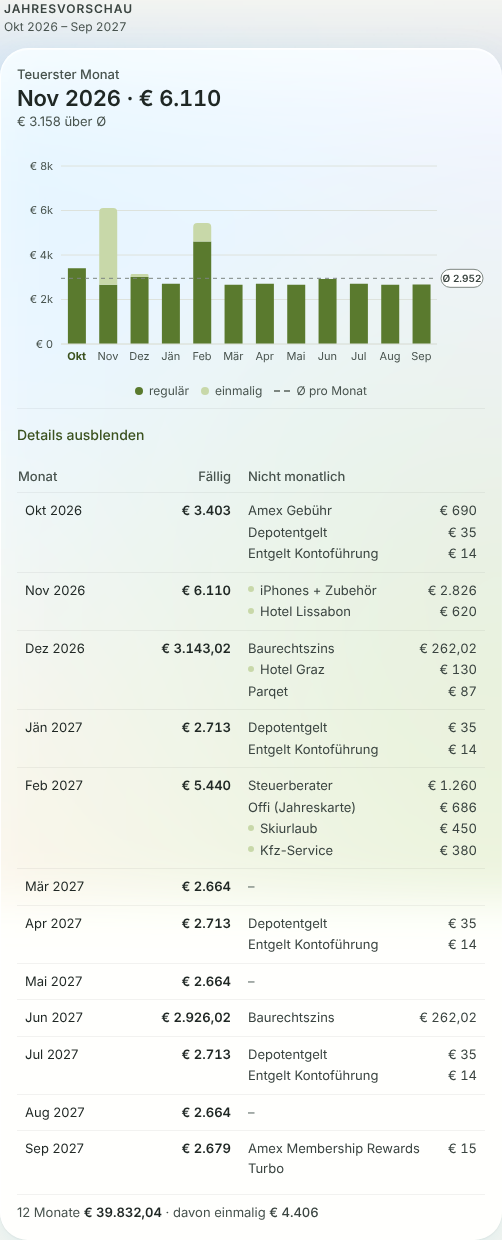 JAHRESVORSCHAU
Okt 2026 – Sep 2027
Teuerster Monat
Nov 2026 · € 6.110
€ 3.158 über Ø
€ 8k
€ 6k
€ 4k
€ 2k
€ 0
Ø 2.952
Okt Nov Dez Jän Feb Mär Apr Mai Jun Jul Aug Sep
regulär einmalig Ø pro Monat
Details ausblenden
Monat Fällig Nicht monatlich
Okt 2026 € 3.403 Amex Gebühr € 690
Depotentgelt € 35
Entgelt Kontoführung € 14
Nov 2026 € 6.110 iPhones + Zubehör € 2.826
Hotel Lissabon € 620
Dez 2026 € 3.143,02 Baurechtszins € 262,02
Hotel Graz € 130
Parqet € 87
Jän 2027 € 2.713 Depotentgelt € 35
Entgelt Kontoführung € 14
Feb 2027 € 5.440 Steuerberater € 1.260
Offi (Jahreskarte) € 686
Skiurlaub € 450
Kfz-Service € 380
Mär 2027 € 2.664 –
Apr 2027 € 2.713 Depotentgelt € 35
Entgelt Kontoführung € 14
Mai 2027 € 2.664 –
Jun 2027 € 2.926,02 Baurechtszins € 262,02
Jul 2027 € 2.713 Depotentgelt € 35
Entgelt Kontoführung € 14
Aug 2027 € 2.664 –
Sep 2027 € 2.679 Amex Membership Rewards € 15
Turbo
12 Monate € 39.832,04 · davon einmalig € 4.406